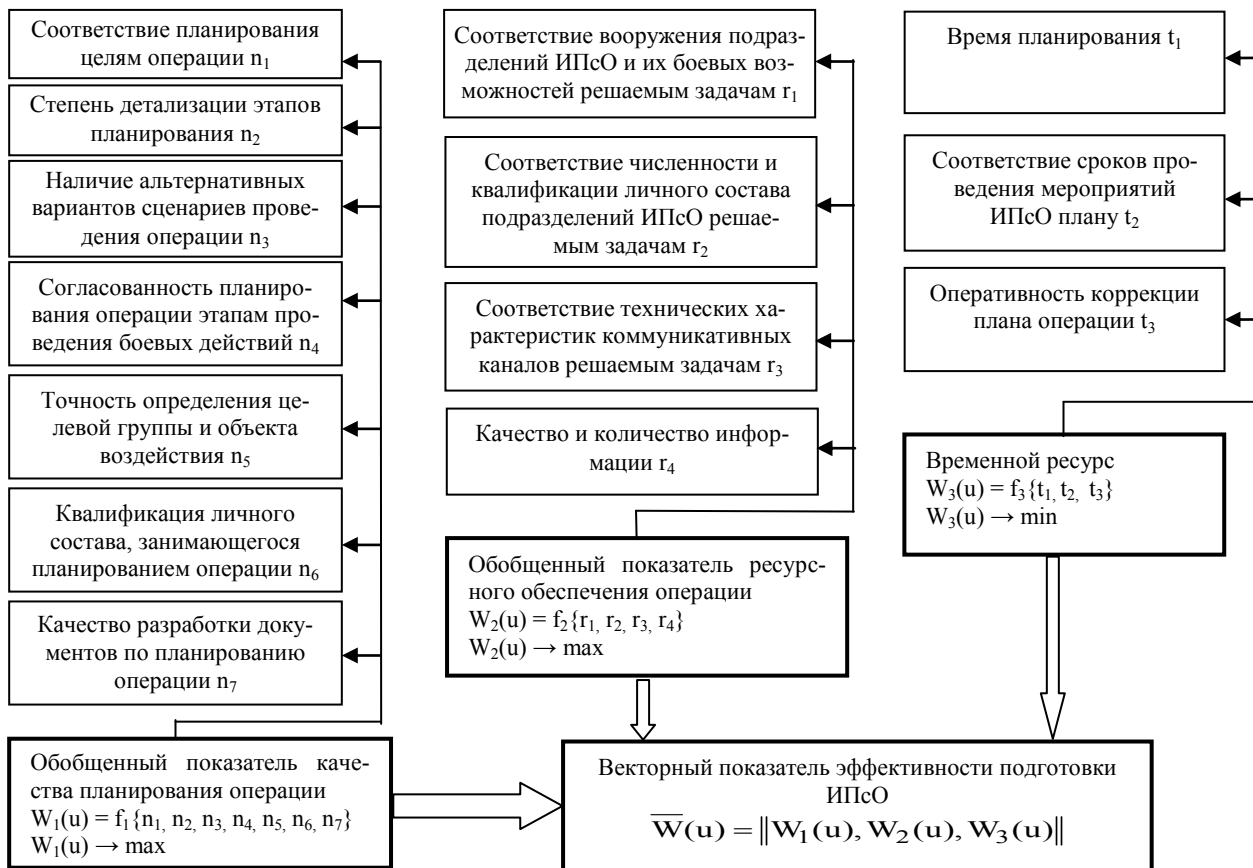 Соответствие планирования
целям операции n1
Степень детализации этапов
планирования n2
Наличие альтернативных
вариантов сценариев прове-
дения операции n3
Согласованность планиро-
вания операции этапам про-
ведения боевых действий n4
Точность определения це-
левой группы и объекта
воздействия n5
Квалификация личного
состава, занимающегося
планированием операции n6
Качество разработки доку-
ментов по планированию
операции n7
Обобщенный показатель каче-
ства планирования операции
W1(u) = f1{n1, n2, n3, n4, n5, n6, n7}
W1(u) → max
Соответствие вооружения подраз-
делений ИПсО и их боевых воз-
можностей решаемым задачам r1
Соответствие численности и
квалификации личного состава
подразделений ИПсО решае-
мым задачам r2
Соответствие технических ха-
рактеристик коммуникативных
каналов решаемым задачам r3
Качество и количество инфор-
мации r4
Обобщенный показатель ресурс-
ного обеспечения операции
W2(u) = f2{r1, r2, r3, r4}
W2(u) → max
Время планирования t1
Соответствие сроков про-
ведения мероприятий
ИПсО плану t2
Оперативность коррекции
плана операции t3
Временной ресурс
W3(u) = f3{t1, t2, t3}
W3(u) → min
Векторный показатель эффективности подготовки
ИПсО
W̅(u) = ||W1(u), W2(u), W3(u)||